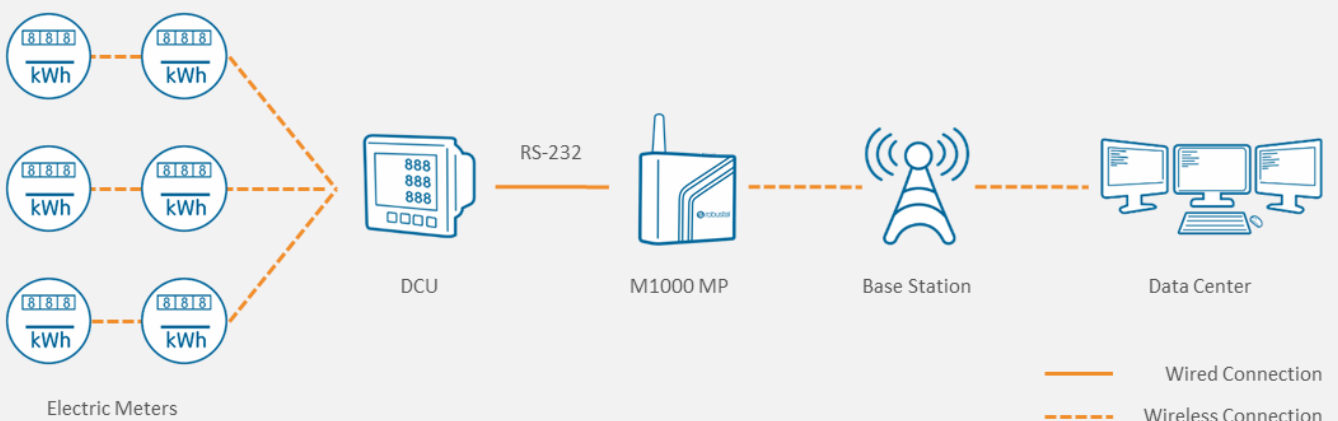 888 888
kWh kWh
888 888
kWh kWh
888 888
kWh kWh
Electric Meters
888
888
888
DCU
RS-232
robustel
M1000 MP
Base Station
Data Center
Wired Connection
Wireless Connection